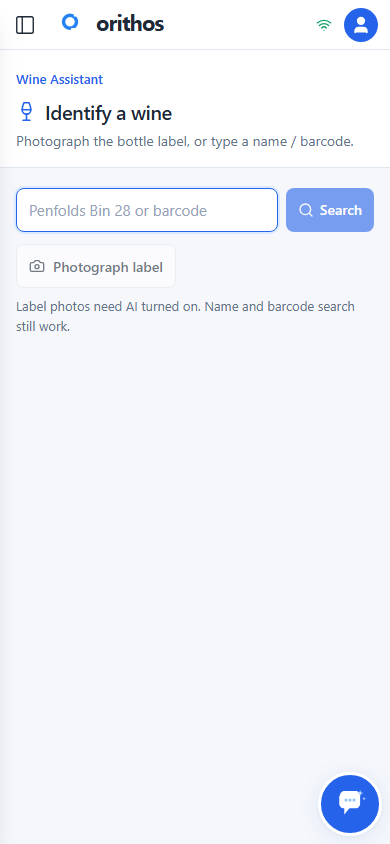 orithos
Wine Assistant
Identify a wine
Photograph the bottle label, or type a name / barcode.
Penfolds Bin 28 or barcode
Search
Photograph label
Label photos need AI turned on. Name and barcode search
still work.